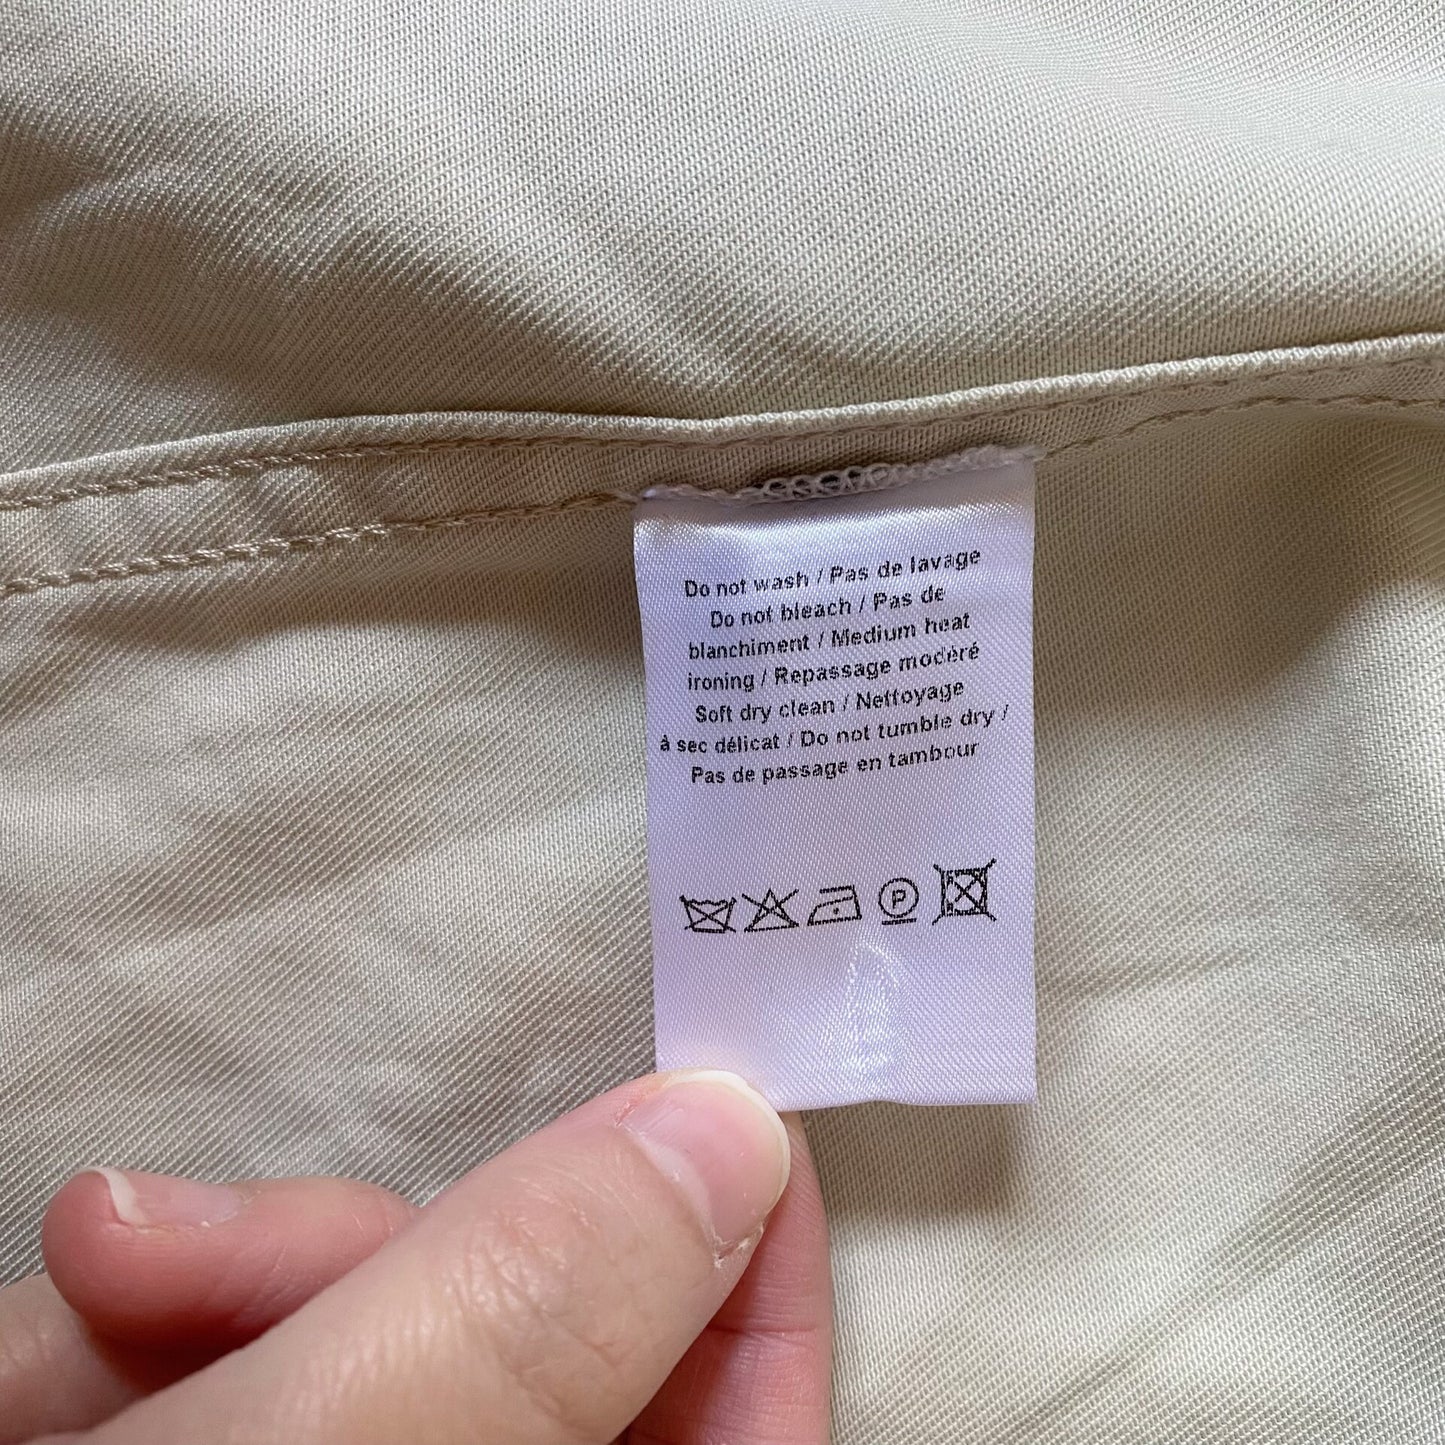 Do not wash / Pas de lavage
Do not bleach / Pas de
blanchiment / Medium heat
ironing / Repassage modéré
Soft dry clean / Nettoyage
à sec délicat / Do not tumble dry /
Pas de passage en tambour
P